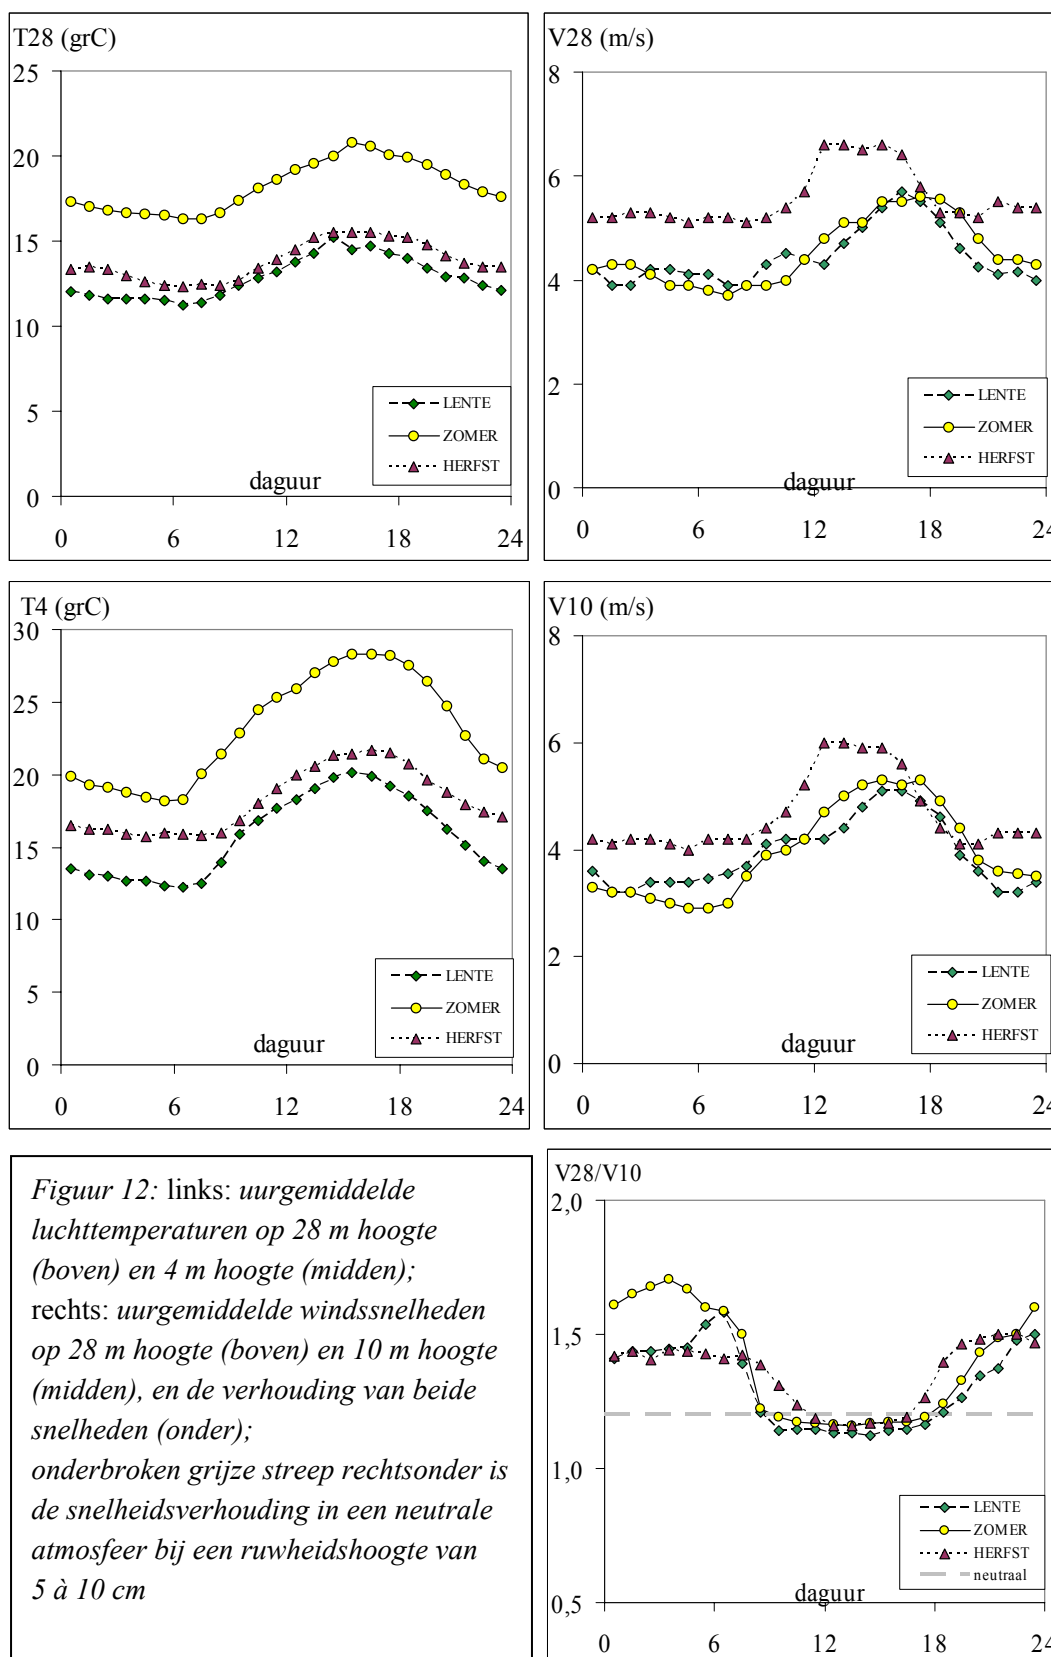 T28 (grC)
25
20
15
10
5
0
LENTE
ZOMER
HERFST
daguur
0 6 12 18 24
V28 (m/s)
8
6
4
2
0
LENTE
ZOMER
HERFST
daguur
0 6 12 18 24
T4 (grC)
30
25
20
15
10
5
0
LENTE
ZOMER
HERFST
daguur
0 6 12 18 24
V10 (m/s)
8
6
4
2
0
LENTE
ZOMER
HERFST
daguur
0 6 12 18 24
Figuur 12: links: uurgemiddelde
luchttemperaturen op 28 m hoogte
(boven) en 4 m hoogte (midden);
rechts: uurgemiddelde windssnelheden
op 28 m hoogte (boven) en 10 m hoogte
(midden), en de verhouding van beide
snelheden (onder);
onderbroken grijze streep rechtsonder is
de snelheidsverhouding in een neutrale
atmosfeer bij een ruwheidshoogte van
5 à 10 cm
V28/V10
2,0
1,5
1,0
0,5
LENTE
ZOMER
HERFST
neutraal
daguur
0 6 12 18 24